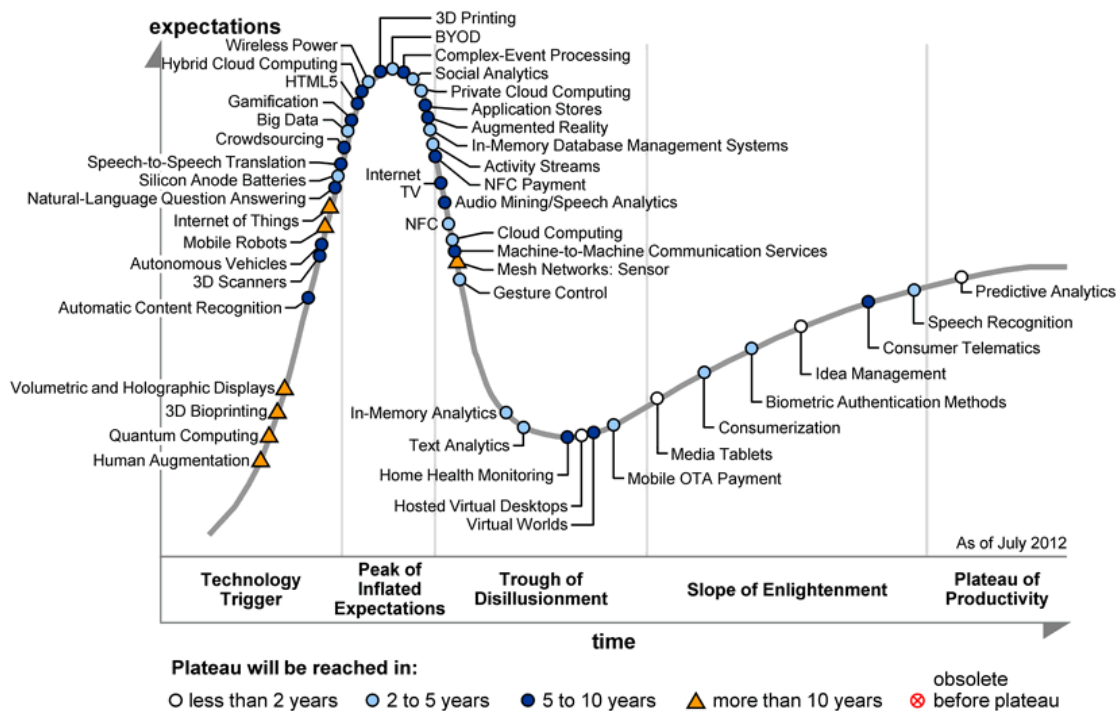 expectations
3D Printing
BYOD
Wireless Power
Complex-Event Processing
Hybrid Cloud Computing
Social Analytics
HTML5
Private Cloud Computing
Gamification
Application Stores
Big Data
Augmented Reality
Crowdsourcing
In-Memory Database Management Systems
Speech-to-Speech Translation
Activity Streams
Silicon Anode Batteries
NFC Payment
Internet
TV
Natural-Language Question Answering
Audio Mining/Speech Analytics
Internet of Things
NFC
Cloud Computing
Mobile Robots
Machine-to-Machine Communication Services
Autonomous Vehicles
Mesh Networks: Sensor
3D Scanners
Gesture Control
Automatic Content Recognition
Predictive Analytics
Speech Recognition
Consumer Telematics
Idea Management
Volumetric and Holographic Displays
Biometric Authentication Methods
3D Bioprinting
In-Memory Analytics
Consumerization
Quantum Computing
Text Analytics
Media Tablets
Human Augmentation
Home Health Monitoring
Mobile OTA Payment
Hosted Virtual Desktops
Virtual Worlds
As of July 2012
Technology
Trigger
Peak of
Inflated
Expectations
Trough of
Disillusionment
Slope of Enlightenment
Plateau of
Productivity
time
Plateau will be reached in:
less than 2 years
2 to 5 years
5 to 10 years
more than 10 years
obsolete
before plateau